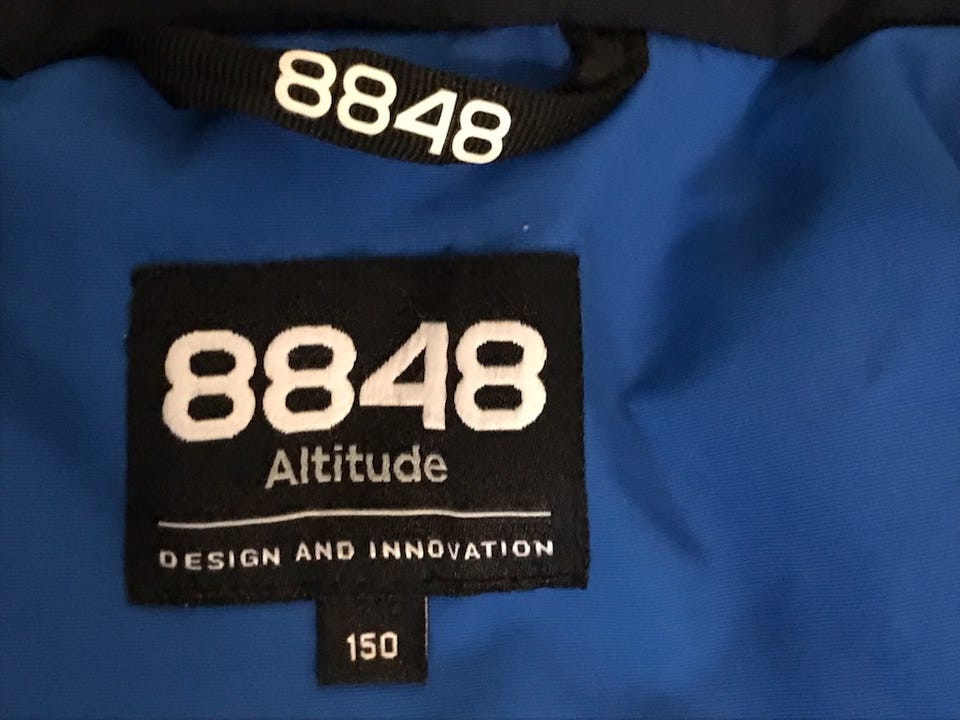 8848
8848
Altitude
DESIGN AND INNOVATION
150